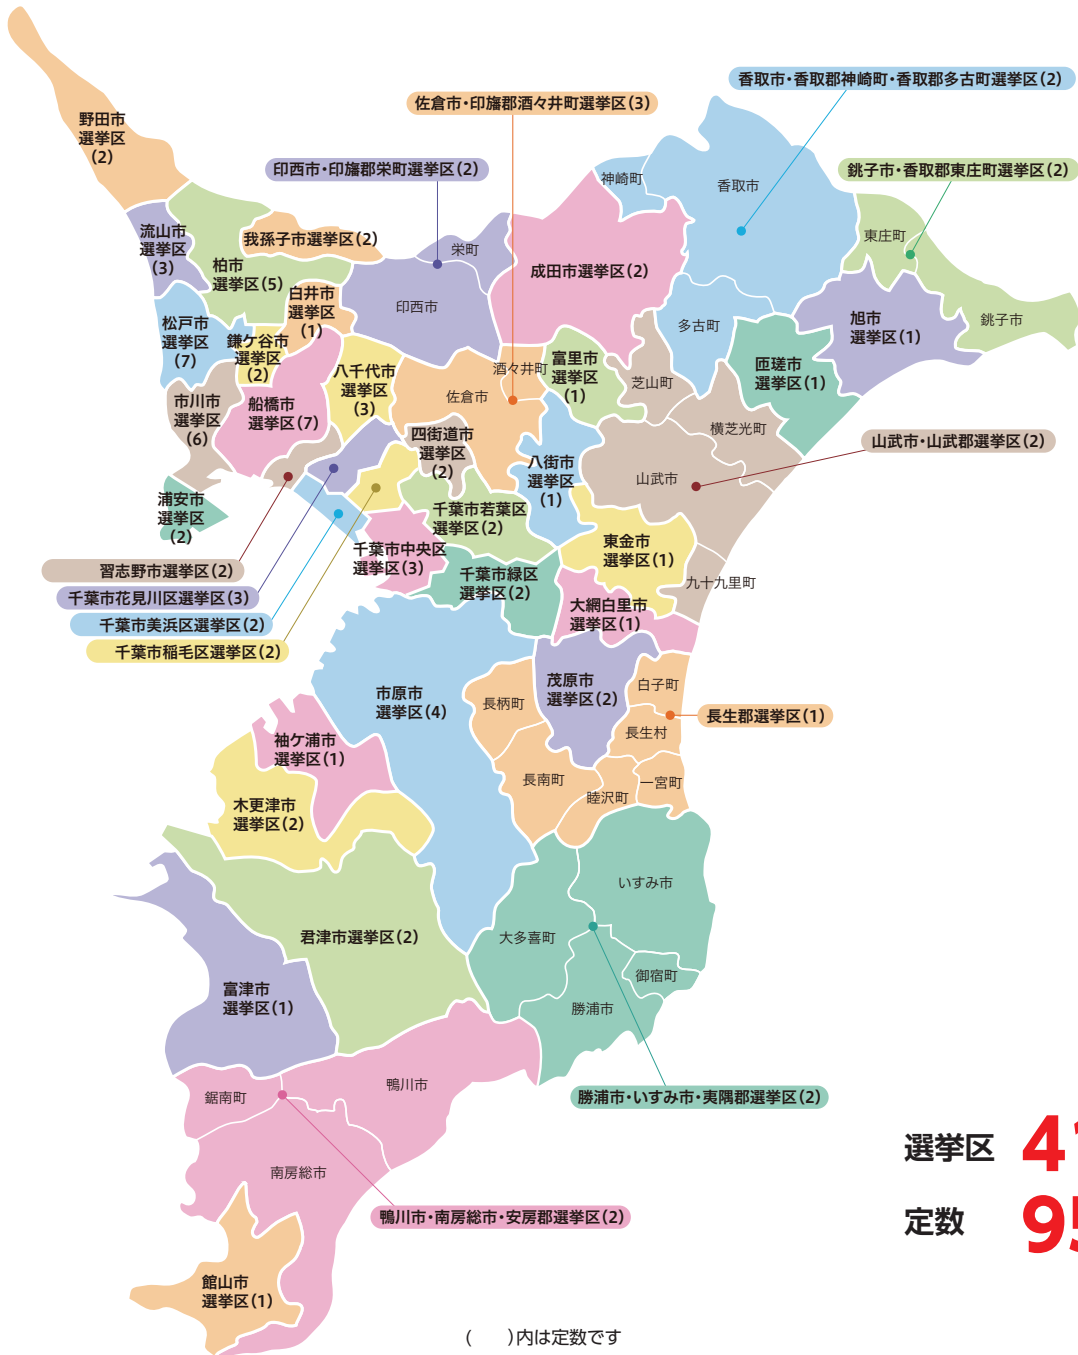 香取市・香取郡神崎町・香取郡多古町選挙区(2)
佐倉市・印旛郡酒々井町選挙区(3)
野田市
選挙区
(2)
印西市・印旛郡栄町選挙区(2)
銚子市・香取郡東庄町選挙区(2)
神崎町
香取市
流山市
選挙区
(3)
我孫子市選挙区(2)
栄町
東庄町
柏市
選挙区(5)
成田市選挙区(2)
白井市
選挙区
(1)
印西市
松戸市
選挙区
(7)
鎌ケ谷市
選挙区
(2)
多古町
旭市
選挙区(1)
銚子市
八千代市
選挙区
(3)
酒々井町
富里市
選挙区
(1)
匝瑳市
選挙区(1)
芝山町
佐倉市
市川市
選挙区
(6)
船橋市
選挙区(7)
横芝光町
四街道市
選挙区
(2)
山武市・山武郡選挙区(2)
八街市
選挙区
(1)
山武市
浦安市
選挙区
(2)
千葉市若葉区
選挙区(2)
千葉市中央区
選挙区(3)
東金市
選挙区(1)
習志野市選挙区(2)
千葉市緑区
選挙区(2)
九十九里町
千葉市花見川区選挙区(3)
大網白里市
選挙区(1)
千葉市美浜区選挙区(2)
千葉市稲毛区選挙区(2)
市原市
選挙区(4)
長柄町
茂原市
選挙区(2)
白子町
長生郡選挙区(1)
長生村
袖ケ浦市
選挙区(1)
長南町
一宮町
睦沢町
木更津市
選挙区(2)
いすみ市
君津市選挙区(2)
大多喜町
御宿町
富津市
選挙区(1)
勝浦市
鴨川市
鋸南町
勝浦市・いすみ市・夷隅郡選挙区(2)
選挙区 41
南房総市
鴨川市・南房総市・安房郡選挙区(2)
定数 95
館山市
選挙区(1)
(　　)内は定数です